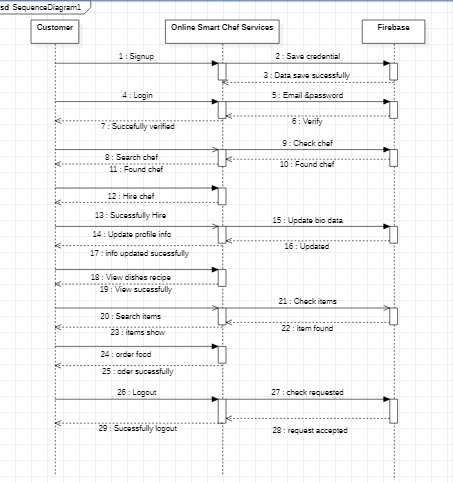 sd SequenceDiagram1
Customer
Online Smart Chef Services
Firebase
1 : Signup
2 : Save credential
3 : Data save sucessfully
4 : Login
5 : Email &password
6 : Verify
7 : Succefully verified
8 : Search chef
9 : Check chef
10 : Found chef
11 : Found chef
12 : Hire chef
13 : Sucessfully Hire
14 : Update profile info
15 : Update bio data
16 : Updated
17 : info updated sucessfully
18 : View dishes recipe
19 : View sucessfully
20 : Search items
21 : Check items
22 : item found
23 : items show
24 : order food
25 : oder sucessfully
26 : Logout
27 : check requested
28 : request accepted
29 : Sucessfully logout